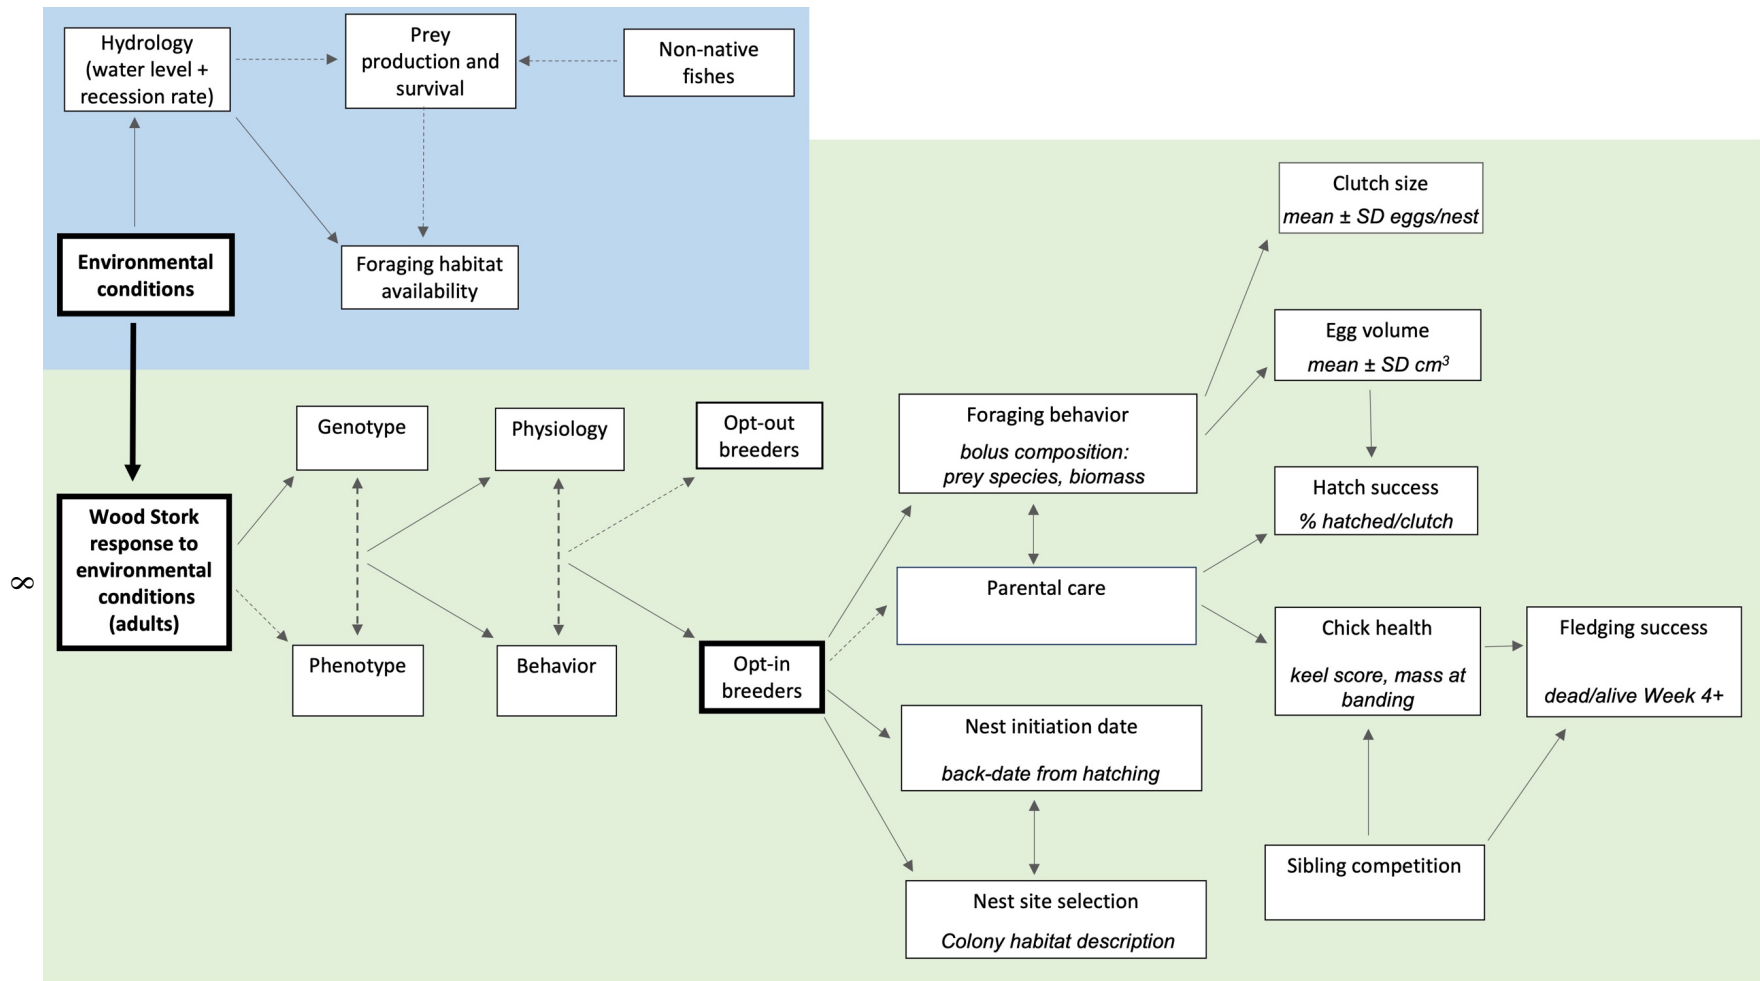 Hydrology
(water level +
recession rate)
Prey
production and
survival
Non-native
fishes
Environmental
conditions
Foraging habitat
availability
Clutch size
mean ± SD eggs/nest
Egg volume
mean ± SD cm³
Genotype
Physiology
Opt-out
breeders
Foraging behavior
bolus composition:
prey species, biomass
Hatch success
% hatched/clutch
Wood Stork
response to
environmental
conditions
(adults)
8
Parental care
Phenotype
Behavior
Opt-in
breeders
Chick health
keel score, mass at
banding
Fledging success
dead/alive Week 4+
Nest initiation date
back-date from hatching
Sibling competition
Nest site selection
Colony habitat description